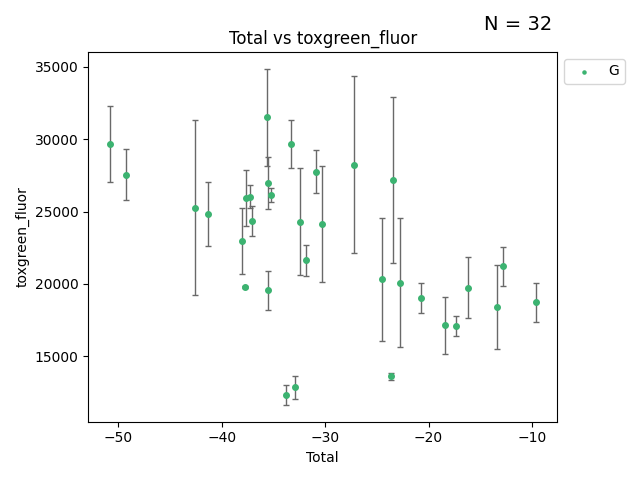 N = 32
Total vs toxgreen_fluor
G
toxgreen_fluor
35000
30000
25000
20000
15000
−50 −40 −30 −20 −10
Total